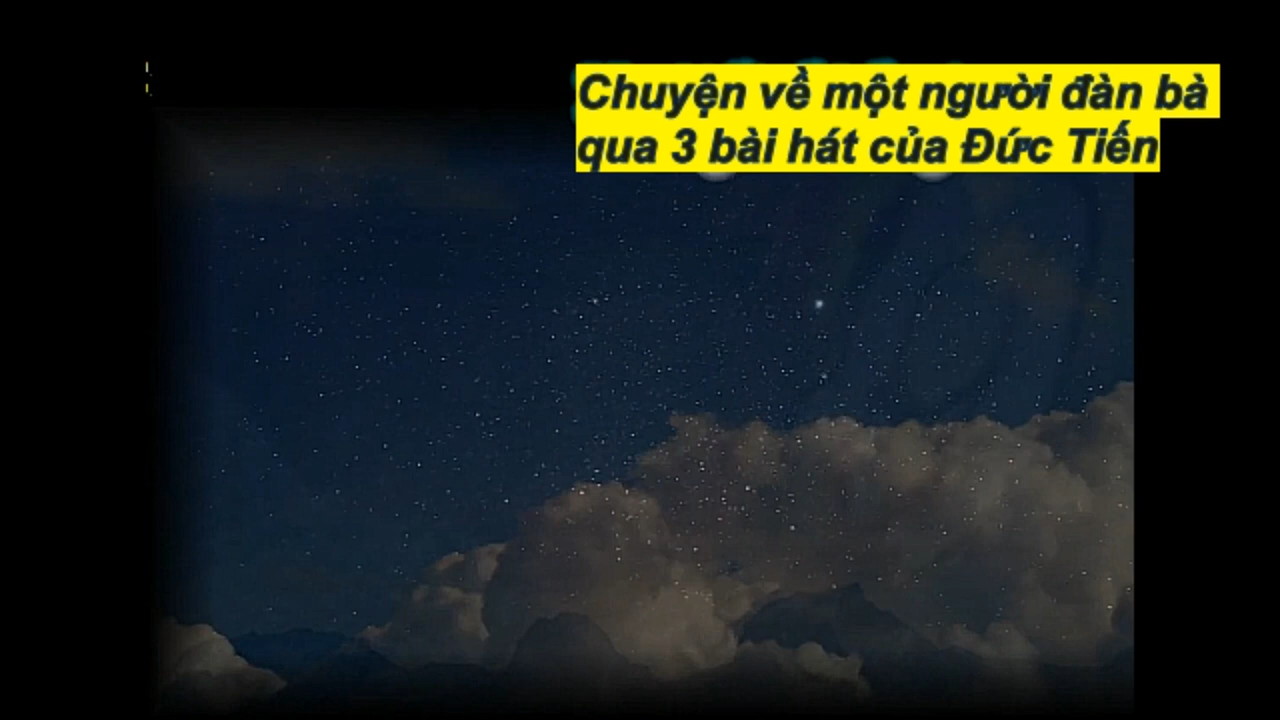 Chuyện về một người đàn bà
qua 3 bài hát của Đức Tiến